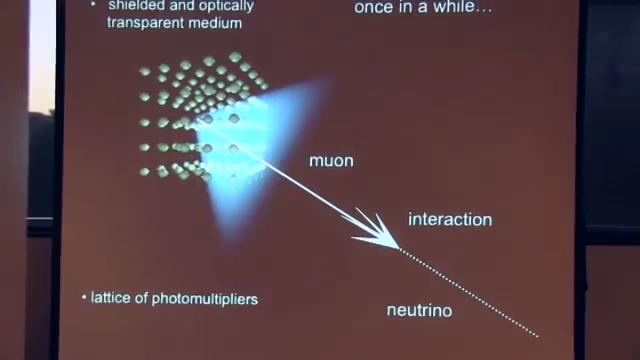 • shielded and optically
transparent medium
once in a while…
muon
interaction
• lattice of photomultipliers
neutrino